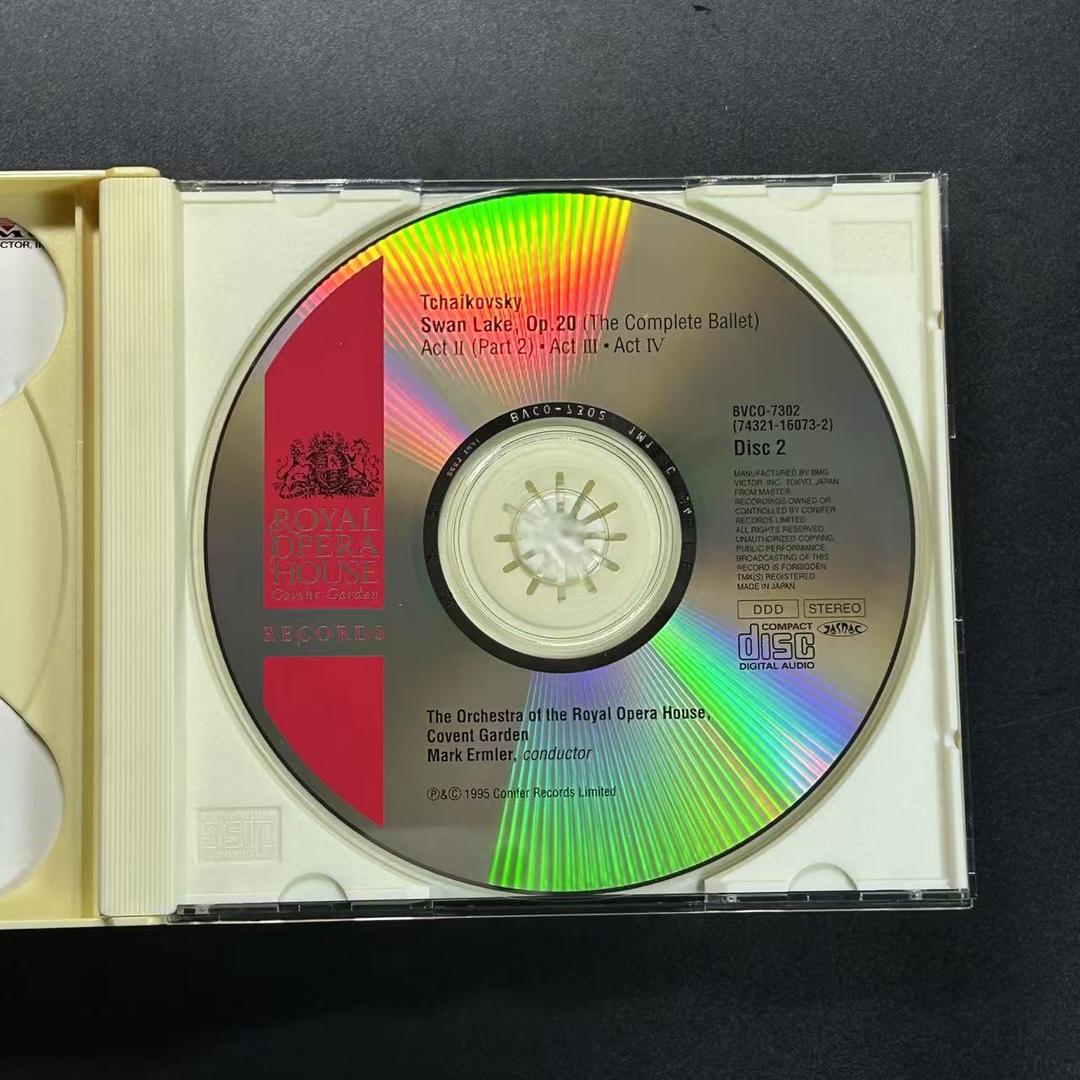 CTOR, I
Tchaikovsky
Swan Lake, Op.20 (The Complete Ballet)
Act II (Part 2) • Act III • Act IV
BVCO-7302
(74321-16073-2)
Disc 2
MANUFACTURED BY BMG
VICTOR, INC. TOKYO, JAPAN.
FROM MASTER
RECORDINGS OWNED OR
CONTROLLED BY CONIFER
RECORDS LIMITED.
ALL RIGHTS RESERVED.
UNAUTHORIZED COPYING,
PUBLIC PERFORMANCE,
BROADCASTING OF THIS
RECORD IS FORBIDDEN.
TMK(S) REGISTERED.
MADE IN JAPAN.
DDD STEREO
COMPACT
disc
DIGITAL AUDIO
JASRAC
BVCO-7302
ROYAL
OPERA
HOUSE
Covent Garden
RECORDS
The Orchestra of the Royal Opera House,
Covent Garden
Mark Ermler, conductor
Ⓟ&Ⓒ 1995 Conifer Records Limited
disc